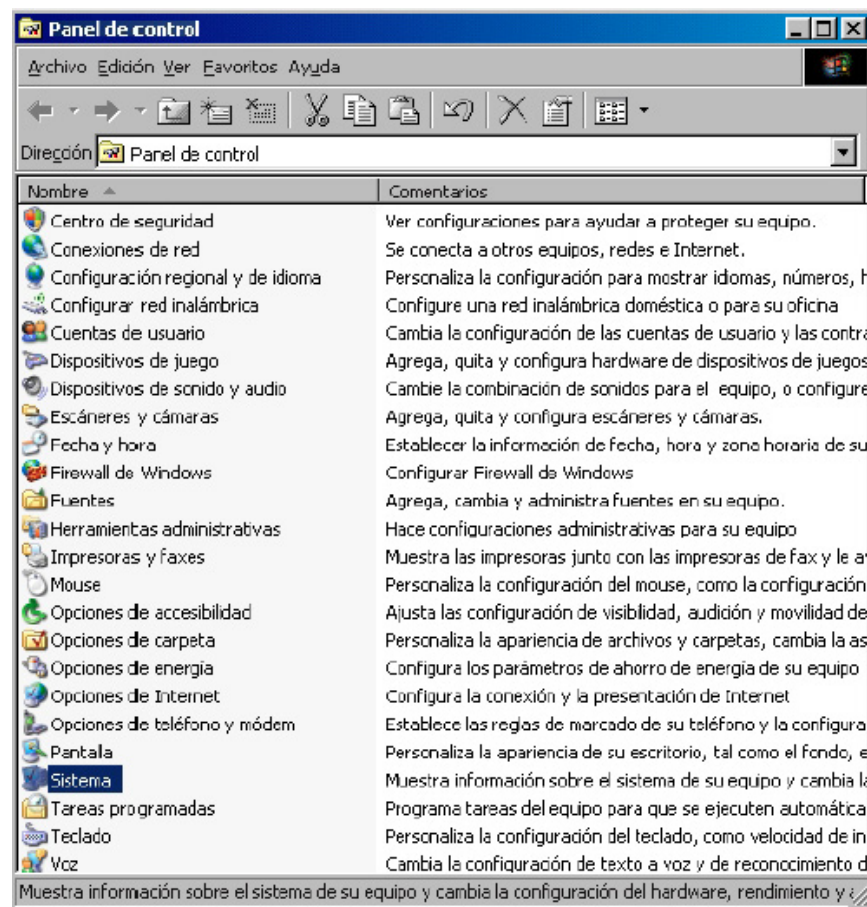 Panel de control
Archivo Edición Ver Favoritos Ayuda
Dirección Panel de control
Nombre Comentarios
Centro de seguridad Ver configuraciones para ayudar a proteger su equipo.
Conexiones de red Se conecta a otros equipos, redes e Internet.
Configuración regional y de idioma Personaliza la configuración para mostrar idiomas, números, h
Configurar red inalámbrica Configure una red inalámbrica doméstica o para su oficina
Cuentas de usuario Cambia la configuración de las cuentas de usuario y las contra
Dispositivos de juego Agrega, quita y configura hardware de dispositivos de juegos
Dispositivos de sonido y audio Cambie la combinación de sonidos para el equipo, o configure
Escáneres y cámaras Agrega, quita y configura escáneres y cámaras.
Fecha y hora Establecer la información de fecha, hora y zona horaria de su
Firewall de Windows Configurar Firewall de Windows
Fuentes Agrega, cambia y administra fuentes en su equipo.
Herramientas administrativas Hace configuraciones administrativas para su equipo
Impresoras y faxes Muestra las impresoras junto con las impresoras de fax y le a
Mouse Personaliza la configuración del mouse, como la configuración
Opciones de accesibilidad Ajusta las configuración de visibilidad, audición y movilidad de
Opciones de carpeta Personaliza la apariencia de archivos y carpetas, cambia la as
Opciones de energía Configura los parámetros de ahorro de energía de su equipo
Opciones de Internet Configura la conexión y la presentación de Internet
Opciones de teléfono y módem Establece las reglas de marcado de su teléfono y la configura
Pantalla Personaliza la apariencia de su escritorio, tal como el fondo, e
Sistema Muestra información sobre el sistema de su equipo y cambia la
Tareas programadas Programa tareas del equipo para que se ejecuten automática
Teclado Personaliza la configuración del teclado, como velocidad de in
Voz Cambia la configuración de texto a voz y de reconocimiento d
Muestra información sobre el sistema de su equipo y cambia la configuración del hardware, rendimiento y